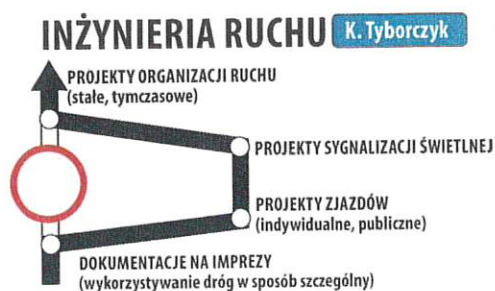 INŻYNIERIA RUCHU K. Tyborczyk
PROJEKTY ORGANIZACJI RUCHU
(stałe, tymczasowe)
PROJEKTY SYGNALIZACJI ŚWIETLNEJ
PROJEKTY ZJAZDÓW
(indywidualne, publiczne)
DOKUMENTACJE NA IMPREZY
(wykorzystywanie dróg w sposób szczególny)